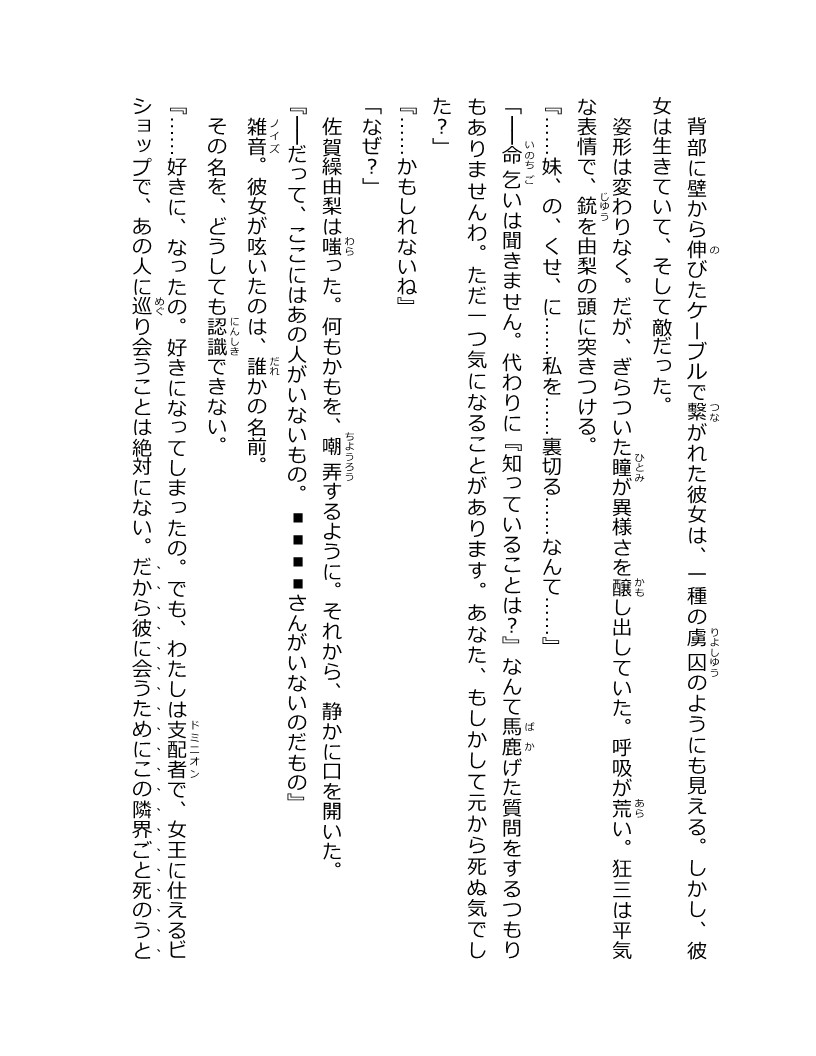 背部に壁から伸びたケーブルで繋がれた彼女は、一種の虜囚のようにも見える。しかし、彼
女は生きていて、そして敵だった。
　姿形は変わりなく。だが、ぎらついた瞳が異様さを醸し出していた。呼吸が荒い。狂三は平気
な表情で、銃を由梨の頭に突きつける。
『……妹、の、くせ、に……私を……裏切る……なんて……』
「──命乞いは聞きません。代わりに『知っていることは？』なんて馬鹿げた質問をするつもり
もありませんわ。ただ一つ気になることがあります。あなた、もしかして元から死ぬ気でし
た？」
『……かもしれないね』
「なぜ？」
　佐賀繰由梨は嗤った。何もかもを、嘲弄するように。それから、静かに口を開いた。
『──だって、ここにはあの人がいないもの。■■■■さんがいないのだもの』
　雑音。彼女が呟いたのは、誰かの名前。
　その名を、どうしても認識できない。
『……好きに、なったの。好きになってしまったの。でも、わたしは支配者で、女王に仕えるビ
ショップで、あの人に巡り会うことは絶対にない。だから彼に会うためにこの隣界ごと死のうと